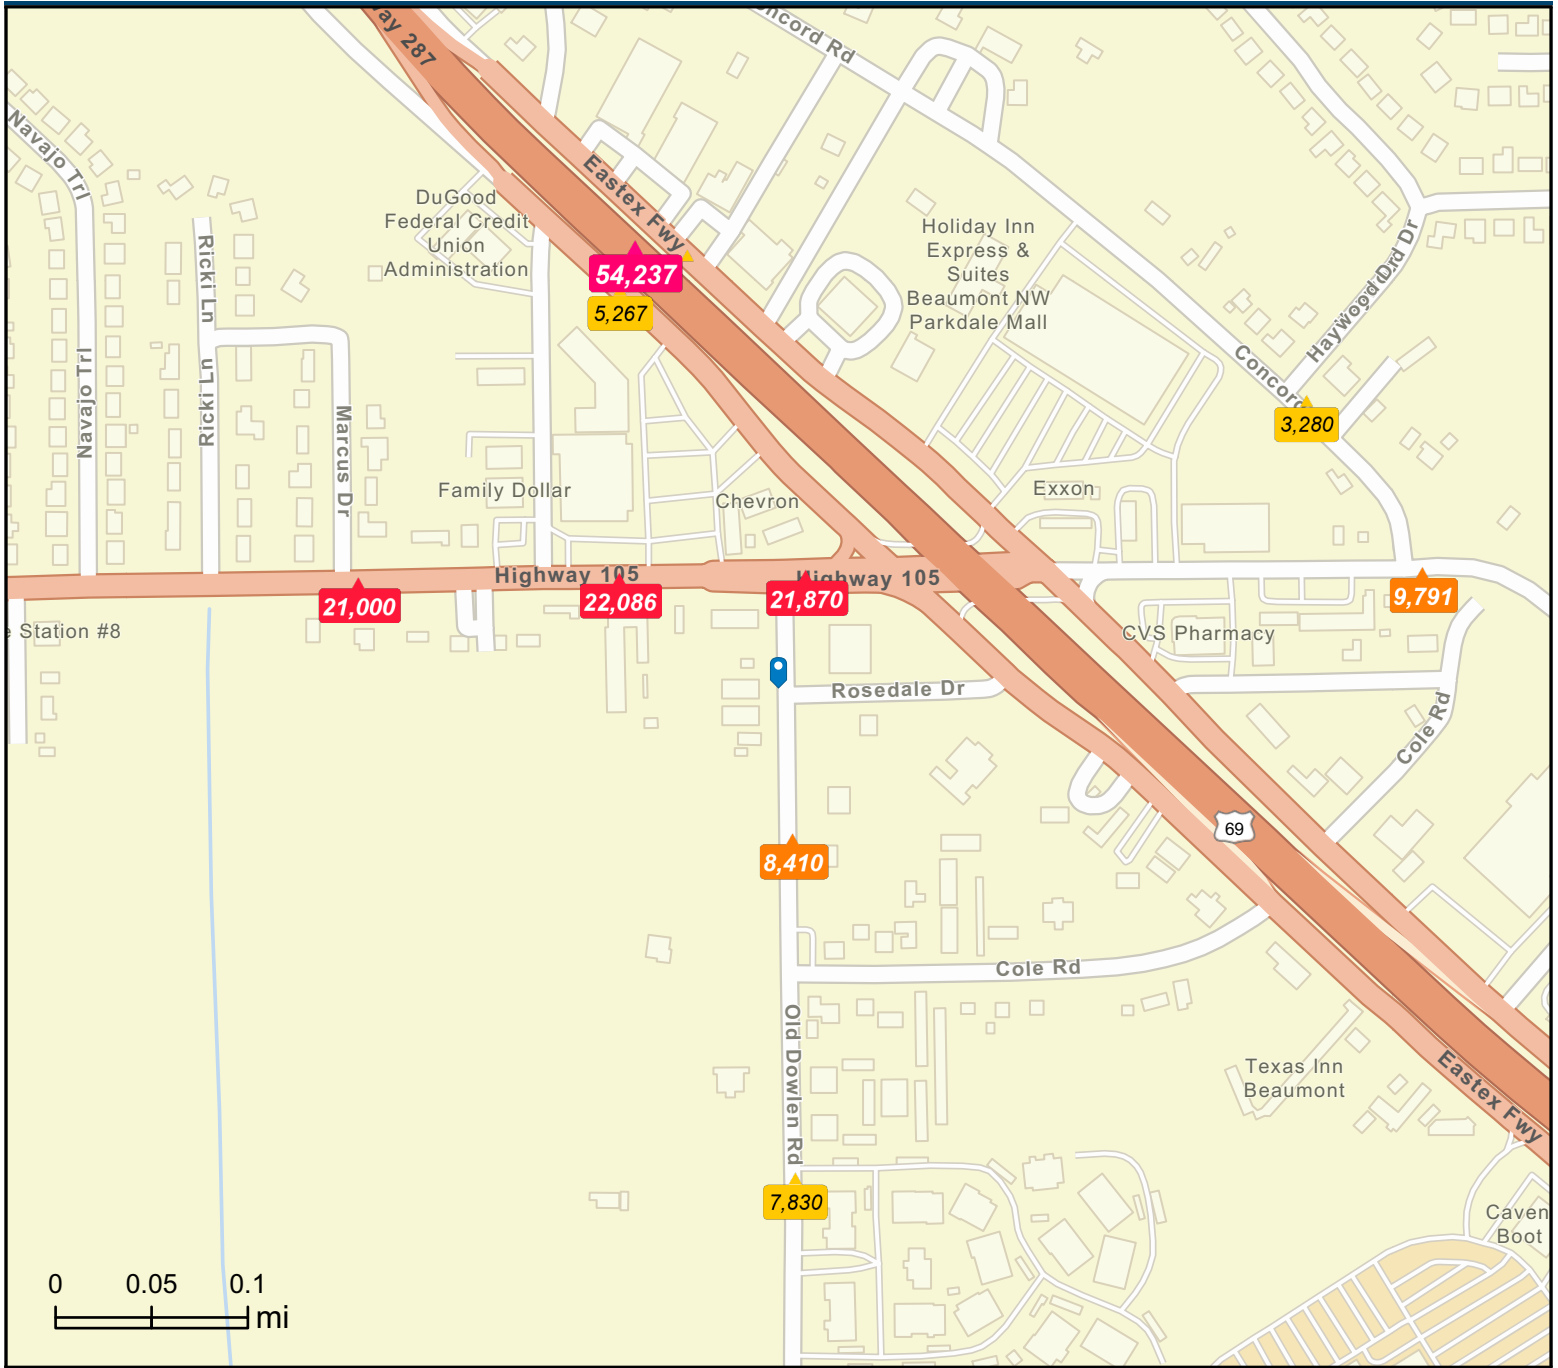 way 287
Concord Rd
Navajo Trl
Eastex Fwy
DuGood
Federal Credit
Union
Administration
Holiday Inn
Express &
Suites
Beaumont NW
Parkdale Mall
Ricki Ln
Haywood Dr
54,237
5,267
Navajo Trl
Ricki Ln
Marcus Dr
Concord
3,280
Family Dollar
Chevron
Exxon
Highway 105
Highway 105
21,000
22,086
21,870
9,791
e Station #8
CVS Pharmacy
Rosedale Dr
Cole Rd
69
8,410
Cole Rd
Old Dowlen Rd
Texas Inn
Beaumont
Eastex Fwy
7,830
Caven
Boot
0 0.05 0.1
mi